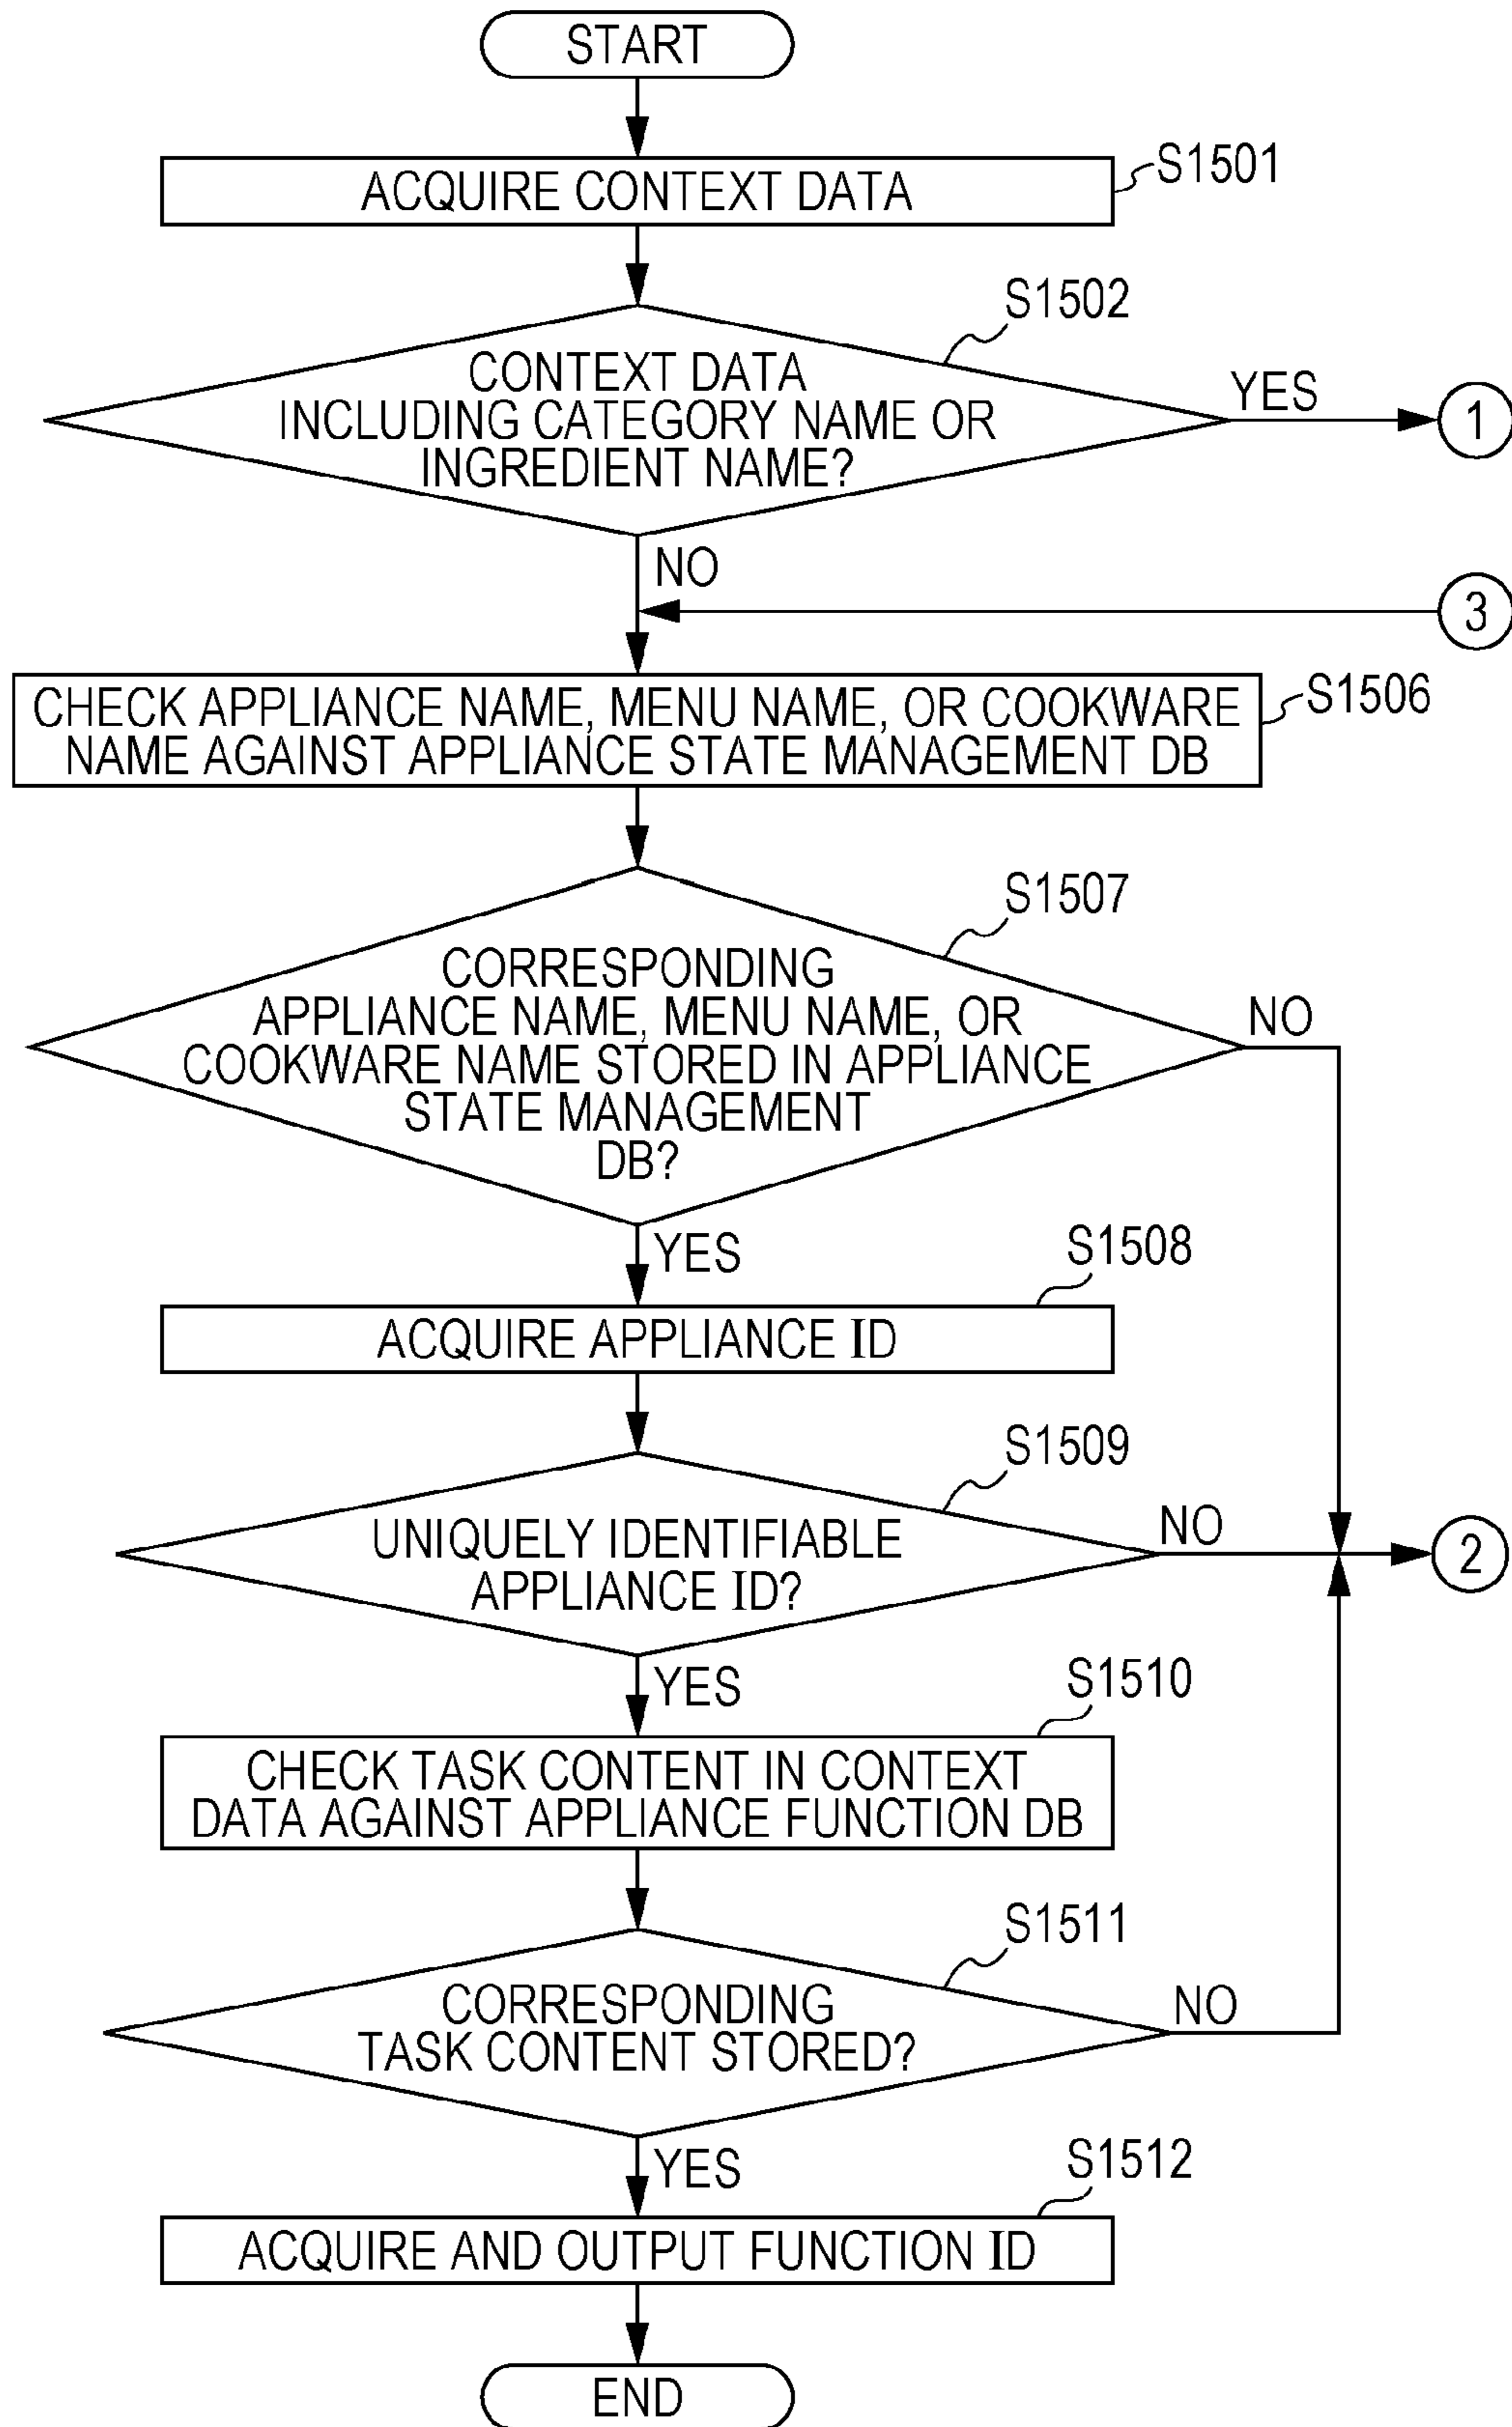 START
ACQUIRE CONTEXT DATA
S1501
S1502
CONTEXT DATA
INCLUDING CATEGORY NAME OR
INGREDIENT NAME?
YES
1
NO
3
CHECK APPLIANCE NAME, MENU NAME, OR COOKWARE
NAME AGAINST APPLIANCE STATE MANAGEMENT DB
S1506
S1507
CORRESPONDING
APPLIANCE NAME, MENU NAME, OR
COOKWARE NAME STORED IN APPLIANCE
STATE MANAGEMENT
DB?
NO
YES
S1508
ACQUIRE APPLIANCE ID
S1509
UNIQUELY IDENTIFIABLE
APPLIANCE ID?
NO
2
YES
S1510
CHECK TASK CONTENT IN CONTEXT
DATA AGAINST APPLIANCE FUNCTION DB
S1511
CORRESPONDING
TASK CONTENT STORED?
NO
YES
S1512
ACQUIRE AND OUTPUT FUNCTION ID
END